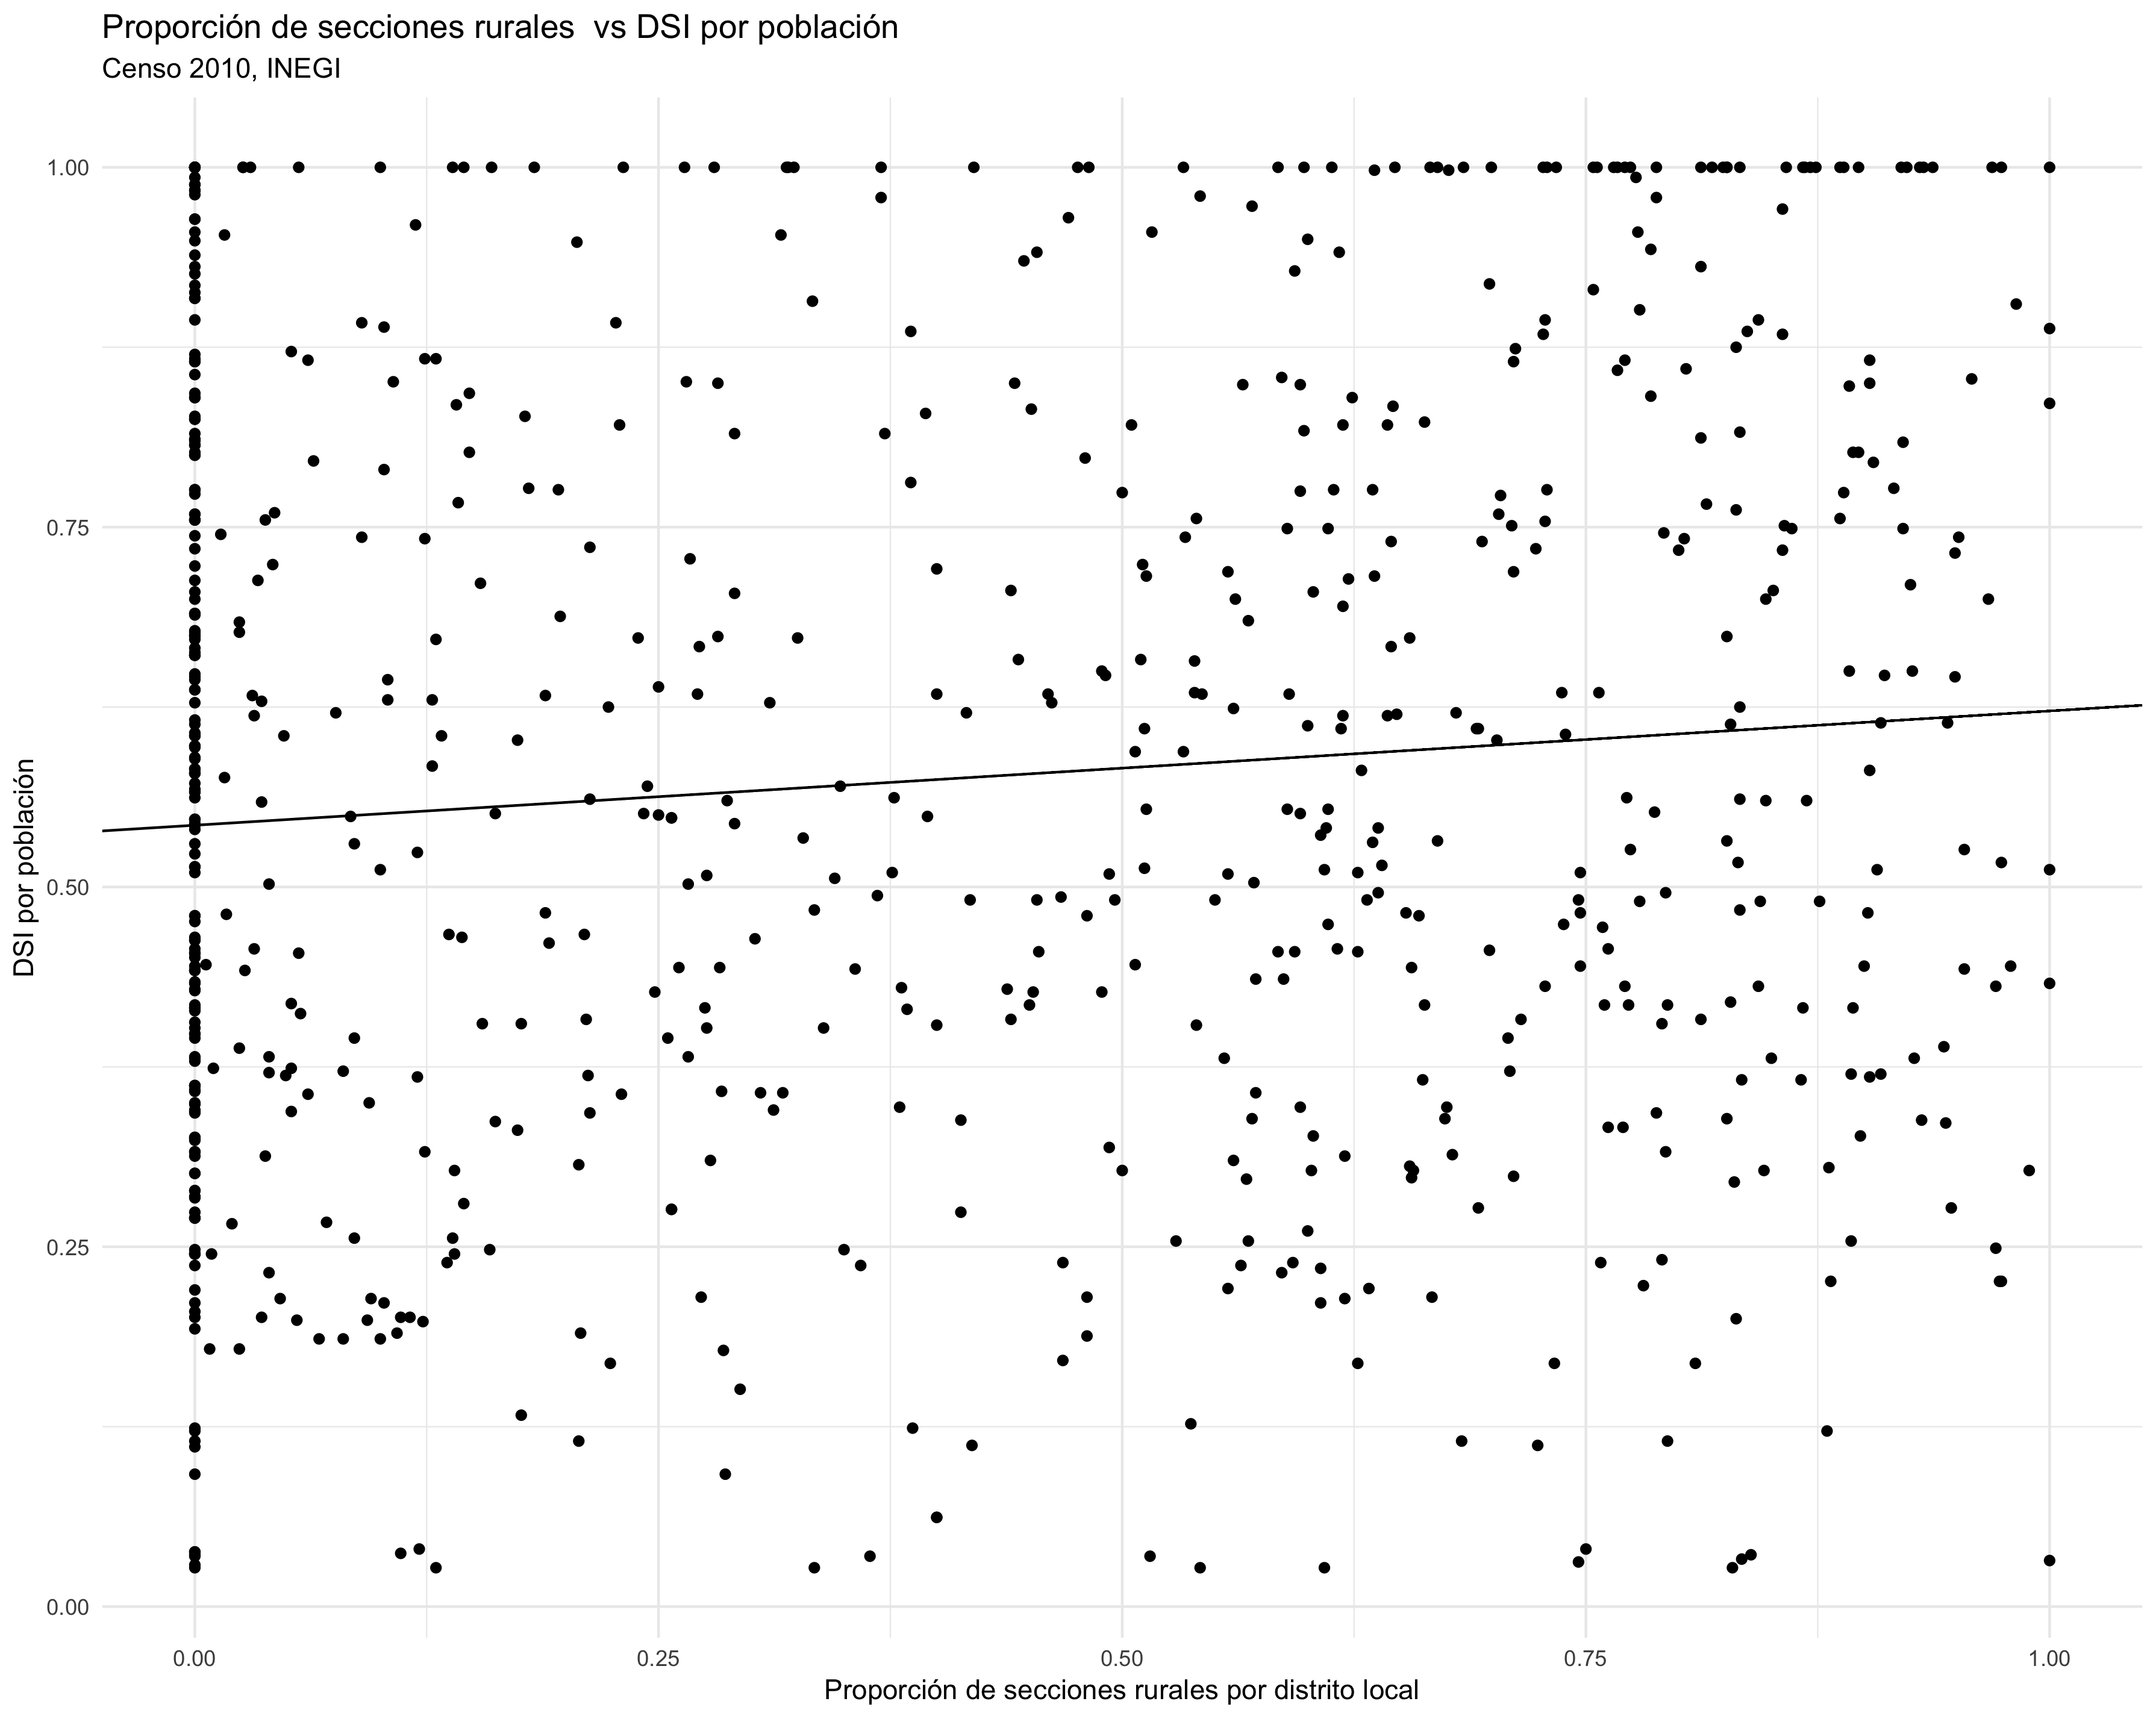 Proporción de secciones rurales  vs DSI por población
Censo 2010, INEGI
1.00
0.75
0.50
0.25
0.00
DSI por población
0.00 0.25 0.50 0.75 1.00
Proporción de secciones rurales por distrito local